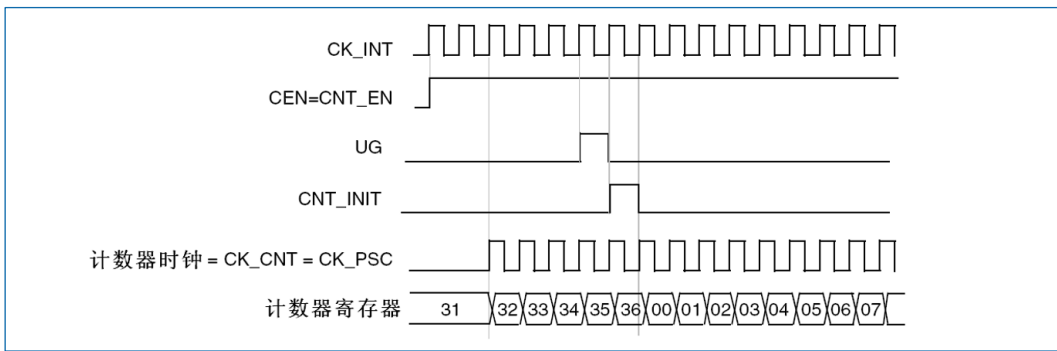 CK_INT
CEN=CNT_EN
UG
CNT_INIT
计数器时钟 = CK_CNT = CK_PSC
计数器寄存器 31 32 33 34 35 36 00 01 02 03 04 05 06 07